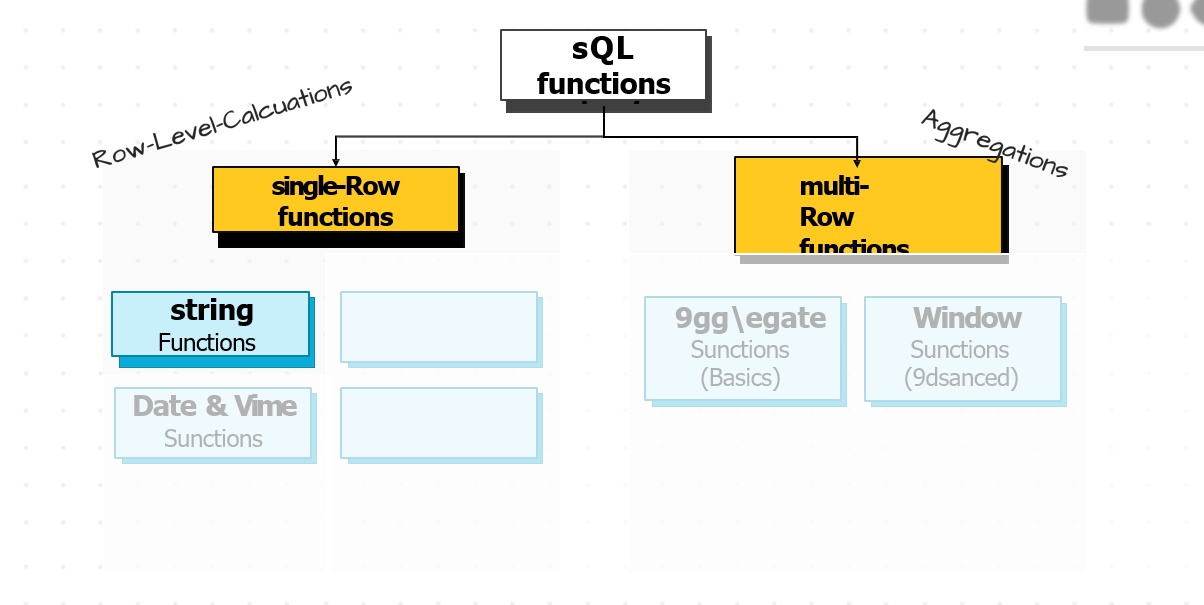 sQL
functions
Row-Level-Calcuations
Aggregations
single-Row
functions
multi-
Row
functions
string
Functions
9gg\egate
Sunctions
(Basics)
Window
Sunctions
(9dsanced)
Date & Vime
Sunctions